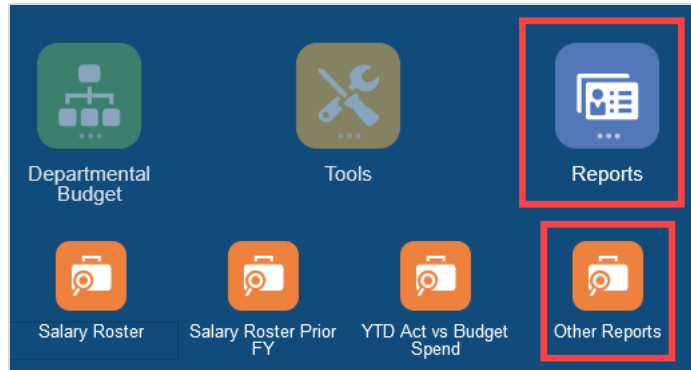 Departmental
Budget
Tools
Reports
Salary Roster
Salary Roster Prior
FY
YTD Act vs Budget
Spend
Other Reports